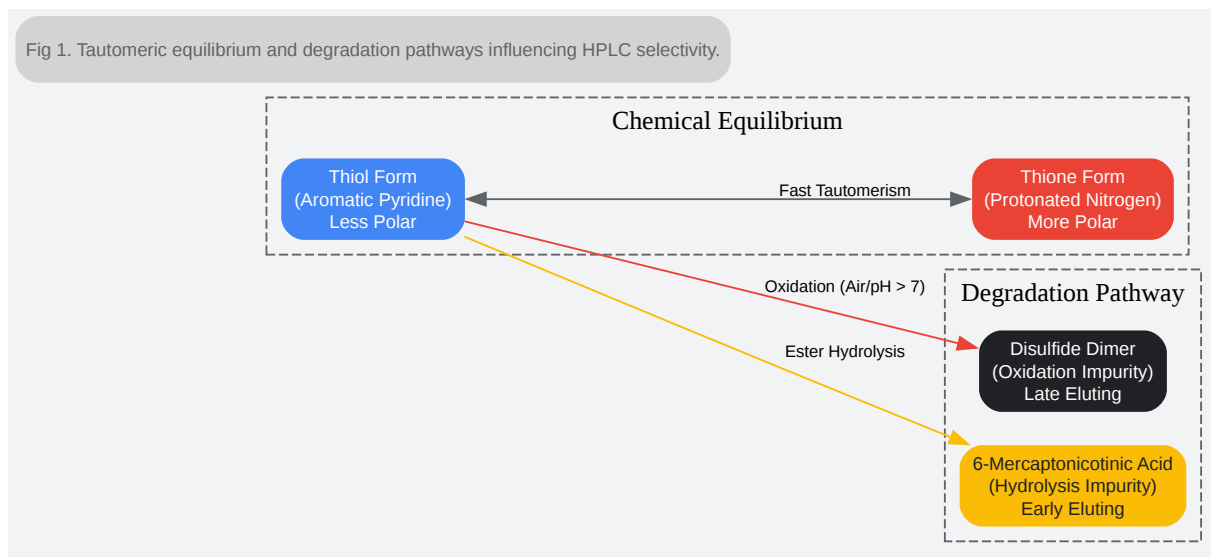 Fig 1. Tautomeric equilibrium and degradation pathways influencing HPLC selectivity.
Chemical Equilibrium
Thiol Form
(Aromatic Pyridine)
Less Polar
Fast Tautomerism
Thione Form
(Protonated Nitrogen)
More Polar
Oxidation (Air/pH > 7)
Ester Hydrolysis
Degradation Pathway
Disulfide Dimer
(Oxidation Impurity)
Late Eluting
6-Mercaptonicotinic Acid
(Hydrolysis Impurity)
Early Eluting